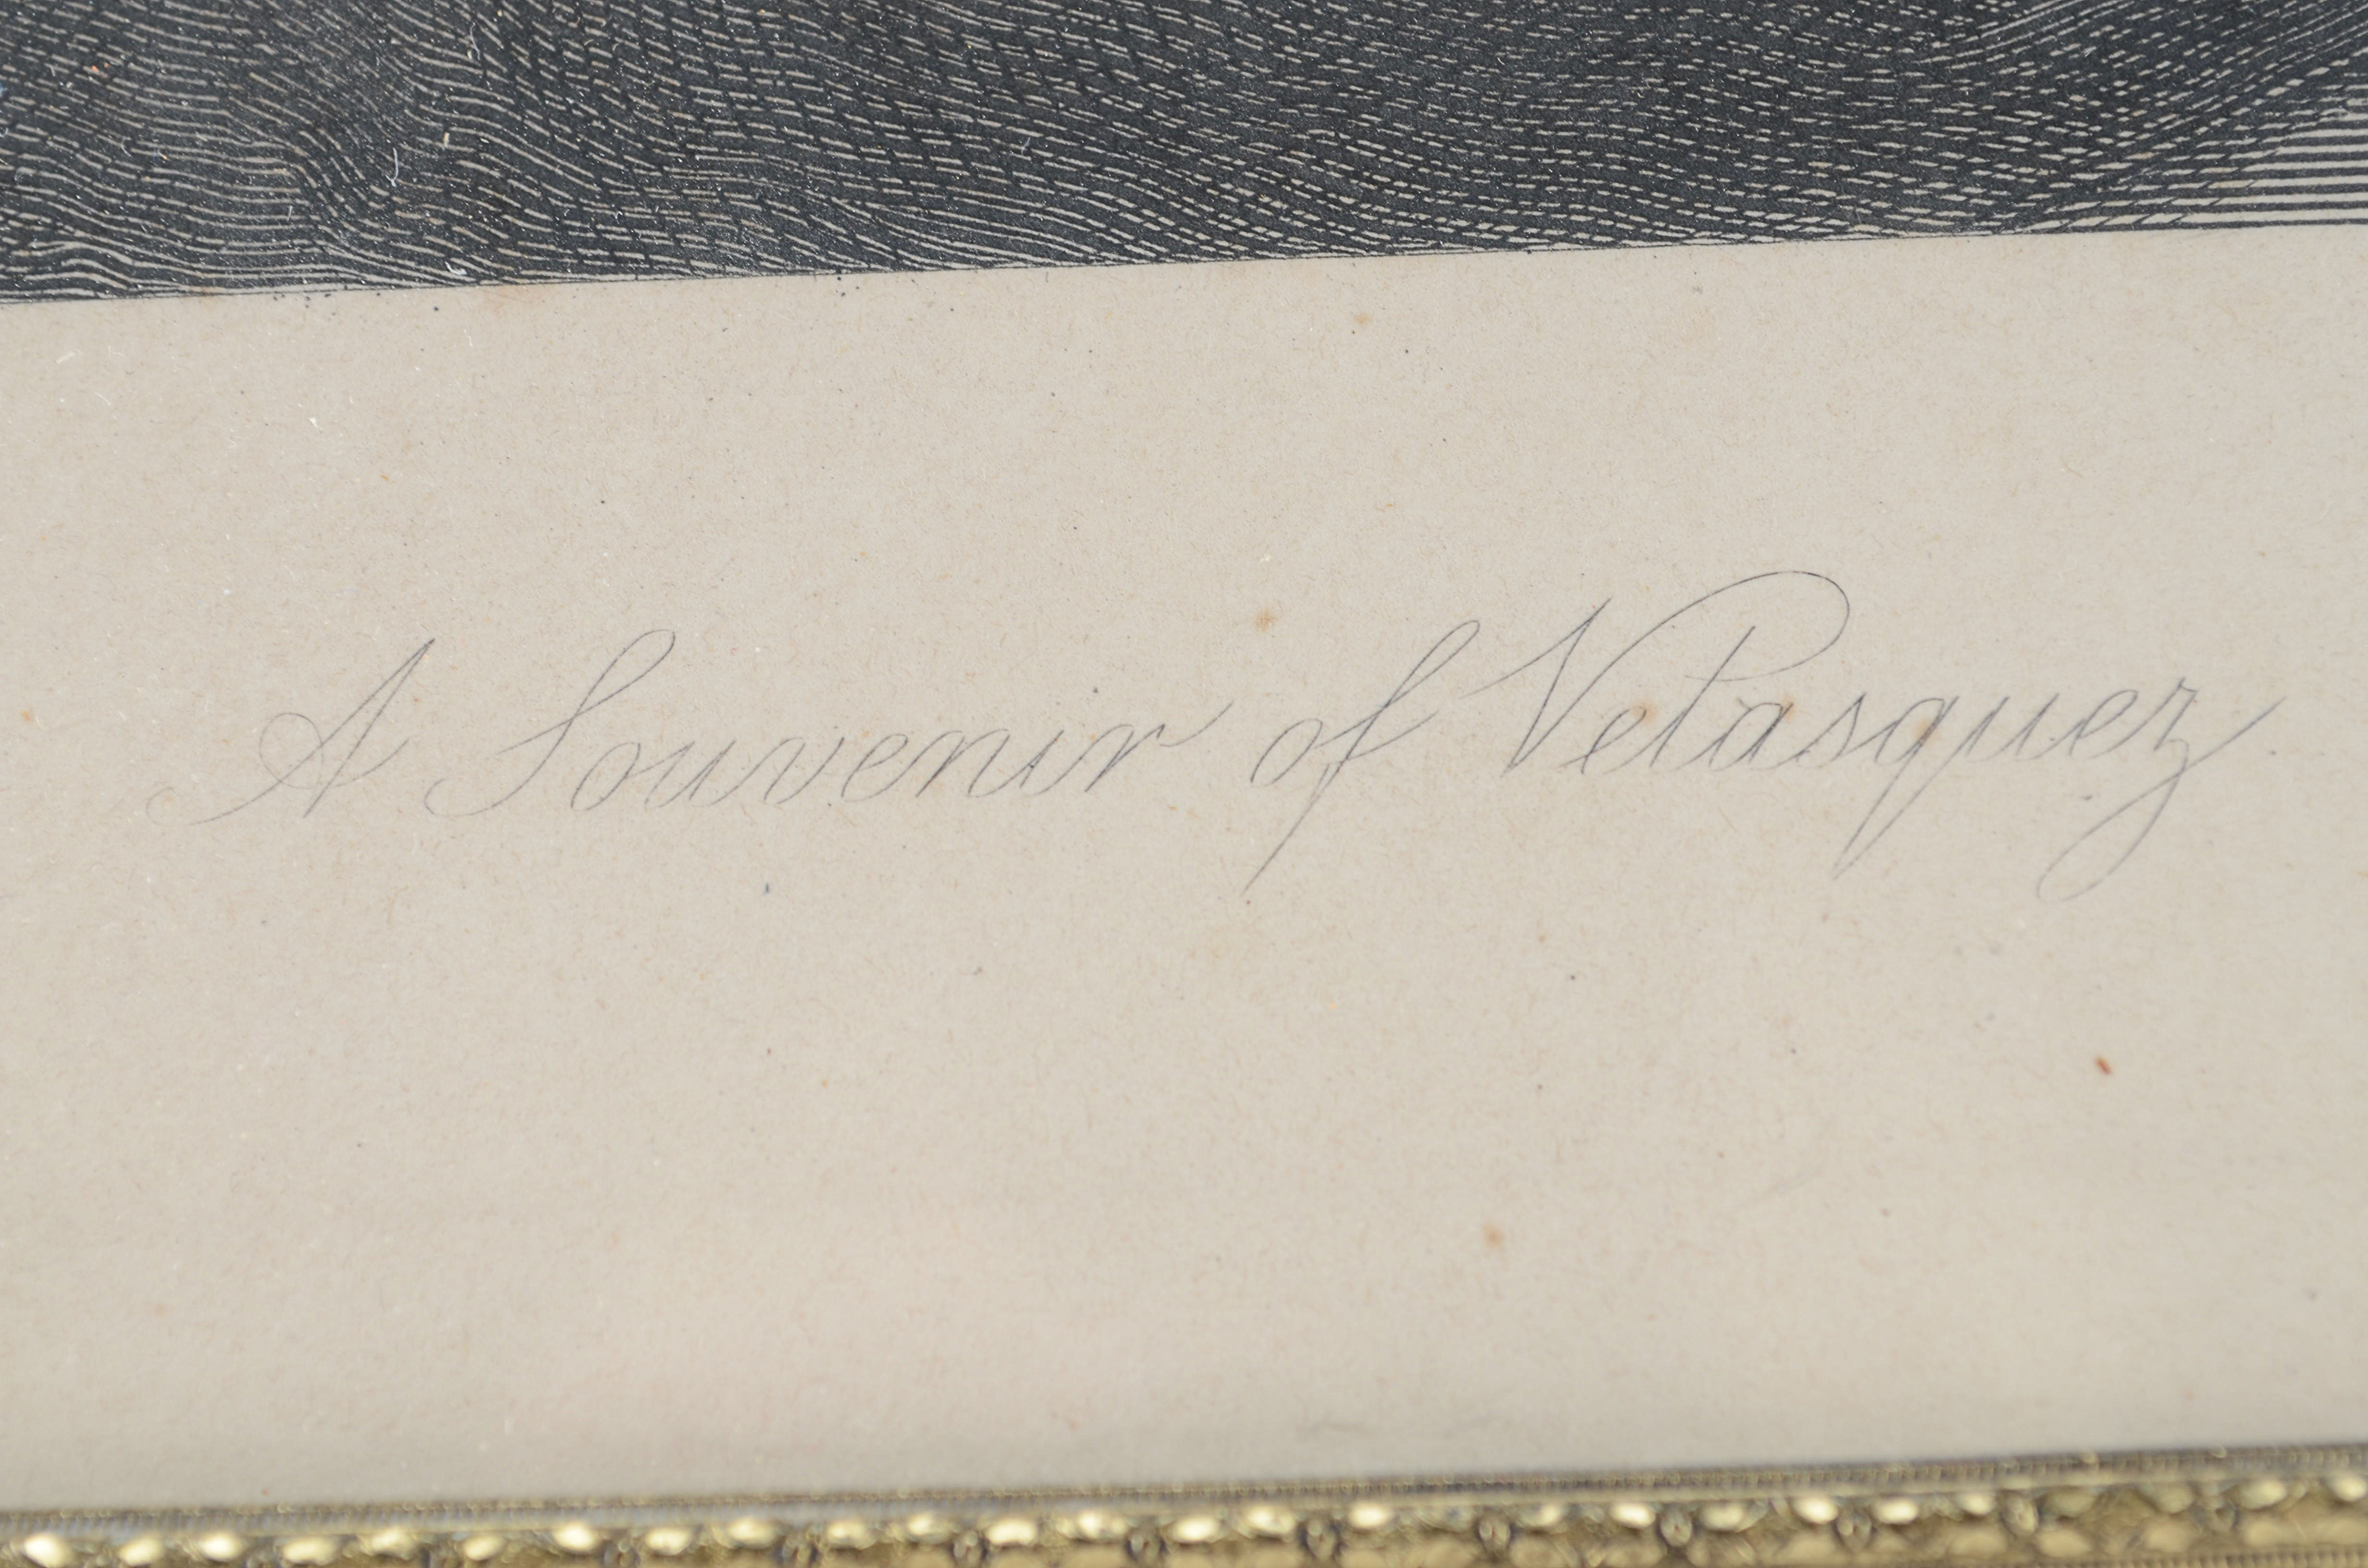 A Souvenir of Velasquez